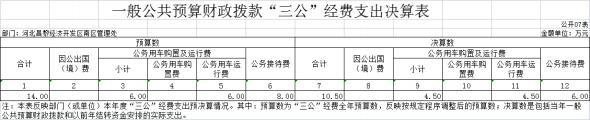 一般公共预算财政拨款“三公”经费支出决算表
公开07表
部门：河北昌黎经济开发区南区管理处 金额单位：万元
预算数 决算数
合计 因公出国（境）费 公务用车购置及运行费 公务接待费 合计 因公出国（境）费 公务用车购置及运行费 公务接待费
小计 公务用车购置费 公务用车运行费 小计 公务用车购置费 公务用车运行费
1 2 3 4 5 6 7 8 9 10 11 12
14.00 6.00 6.00 8.00 10.50 4.50 4.50 6.00
注：本表反映部门（或单位）本年度“三公”经费支出预决算情况。其中：预算数为“三公”经费全年预算数，反映按规定程序调整后的预算数；决算数是包括当年一般
公共预算财政拨款和以前年度结转资金安排的实际支出。